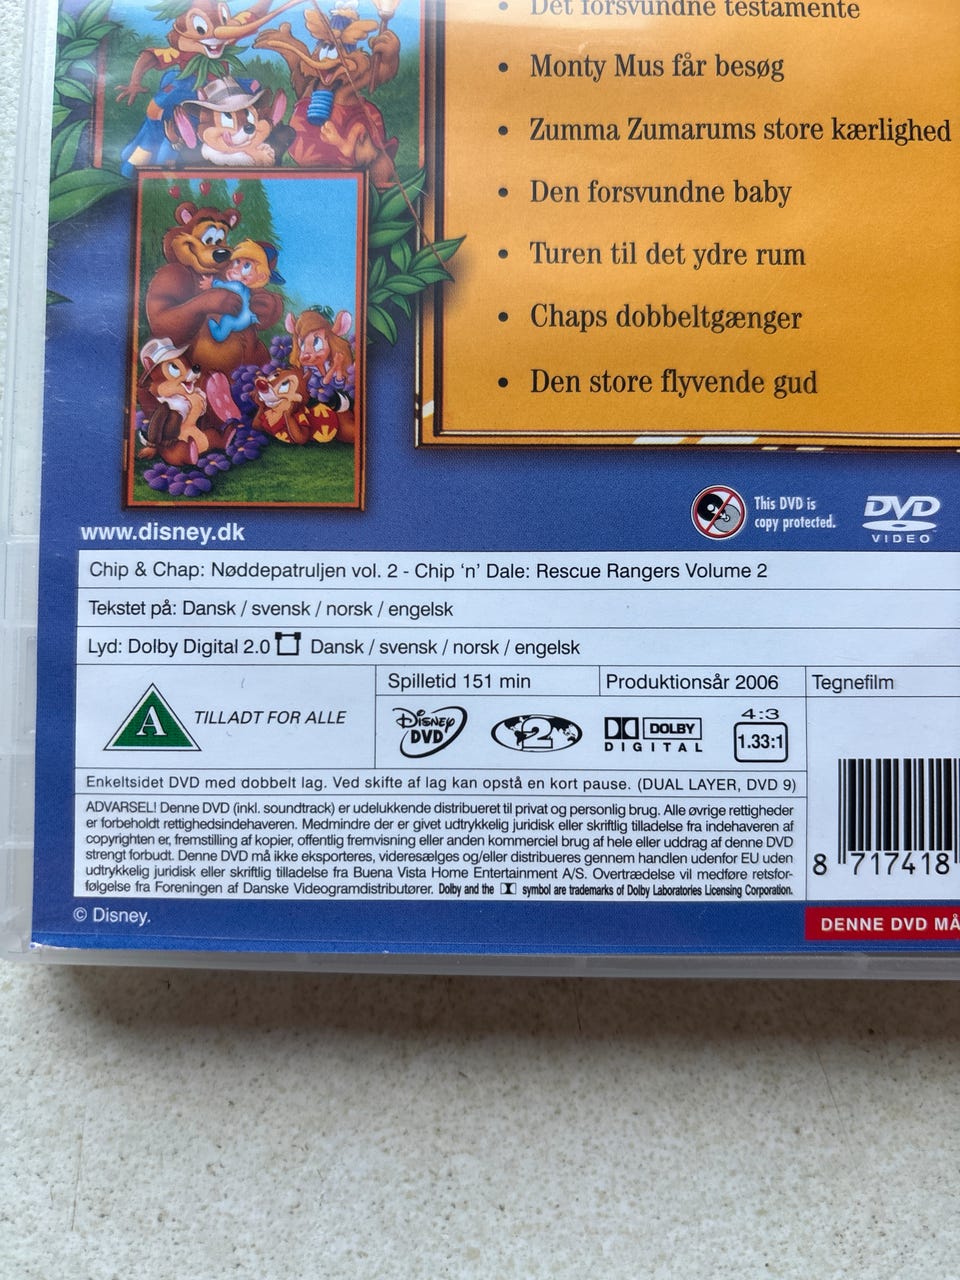 • Det forsvundne testamente
• Monty Mus får besøg
• Zumma Zumarums store kærlighed
• Den forsvundne baby
• Turen til det ydre rum
• Chaps dobbeltgænger
• Den store flyvende gud
This DVD is
copy protected.
DVD
VIDEO
www.disney.dk
Chip & Chap: Nøddepatruljen vol. 2 - Chip ‘n’ Dale: Rescue Rangers Volume 2
Tekstet på: Dansk / svensk / norsk / engelsk
Lyd: Dolby Digital 2.0 Dansk / svensk / norsk / engelsk
A TILLADT FOR ALLE
Spilletid 151 min
Produktionsår 2006
Tegnefilm
Disney
DVD
2
DOLBY
DIGITAL
4:3
1.33:1
Enkeltsidet DVD med dobbelt lag. Ved skifte af lag kan opstå en kort pause. (DUAL LAYER, DVD 9)
ADVARSEL! Denne DVD (inkl. soundtrack) er udelukkende distribueret til privat og personlig brug. Alle øvrige rettigheder
er forbeholdt rettighedsindehaveren. Medmindre der er givet udtrykkelig juridisk eller skriftlig tilladelse fra indehaveren af
copyrighten er, fremstilling af kopier, offentlig fremvisning eller anden kommerciel brug af hele eller uddrag af denne DVD
strengt forbudt. Denne DVD må ikke eksporteres, videresælges og/eller distribueres gennem handlen udenfor EU uden
udtrykkelig juridisk eller skriftlig tilladelse fra Buena Vista Home Entertainment A/S. Overtrædelse vil medføre retsfor-
følgelse fra Foreningen af Danske Videogramdistributører. Dolby and the symbol are trademarks of Dolby Laboratories Licensing Corporation.
8 717418
© Disney.
DENNE DVD MÅ